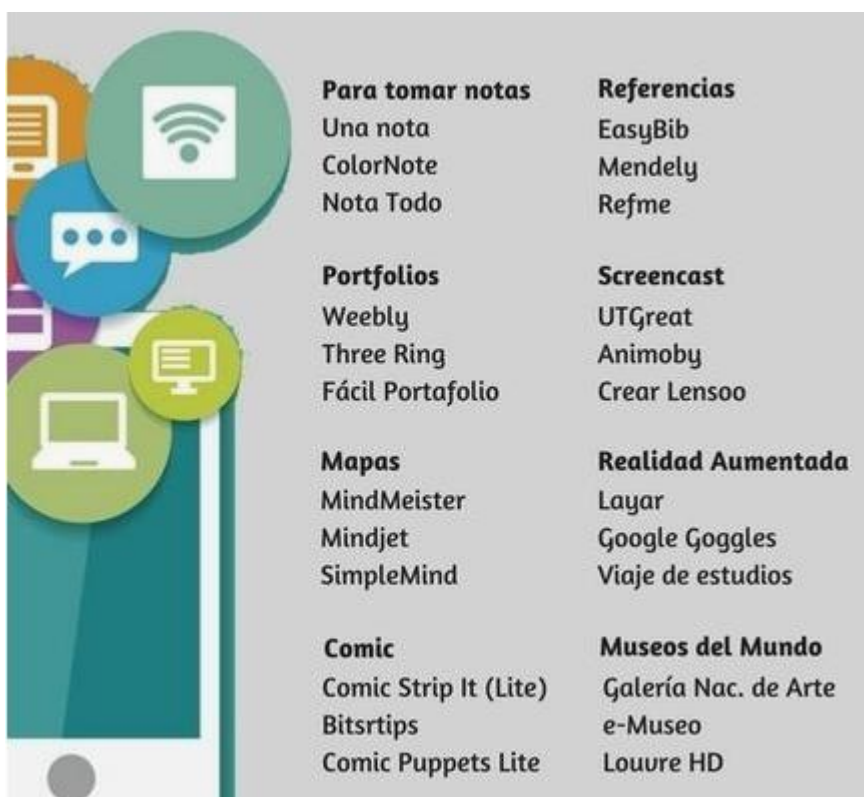 Para tomar notas
Una nota
ColorNote
Nota Todo
Referencias
EasyBib
Mendely
Refme
Portfolios
Weebly
Three Ring
Fácil Portafolio
Screencast
UTGreat
Animoby
Crear Lensoo
Mapas
MindMeister
Mindjet
SimpleMind
Realidad Aumentada
Layar
Google Goggles
Viaje de estudios
Comic
Comic Strip It (Lite)
Bitsrtips
Comic Puppets Lite
Museos del Mundo
Galería Nac. de Arte
e-Museo
Louvre HD